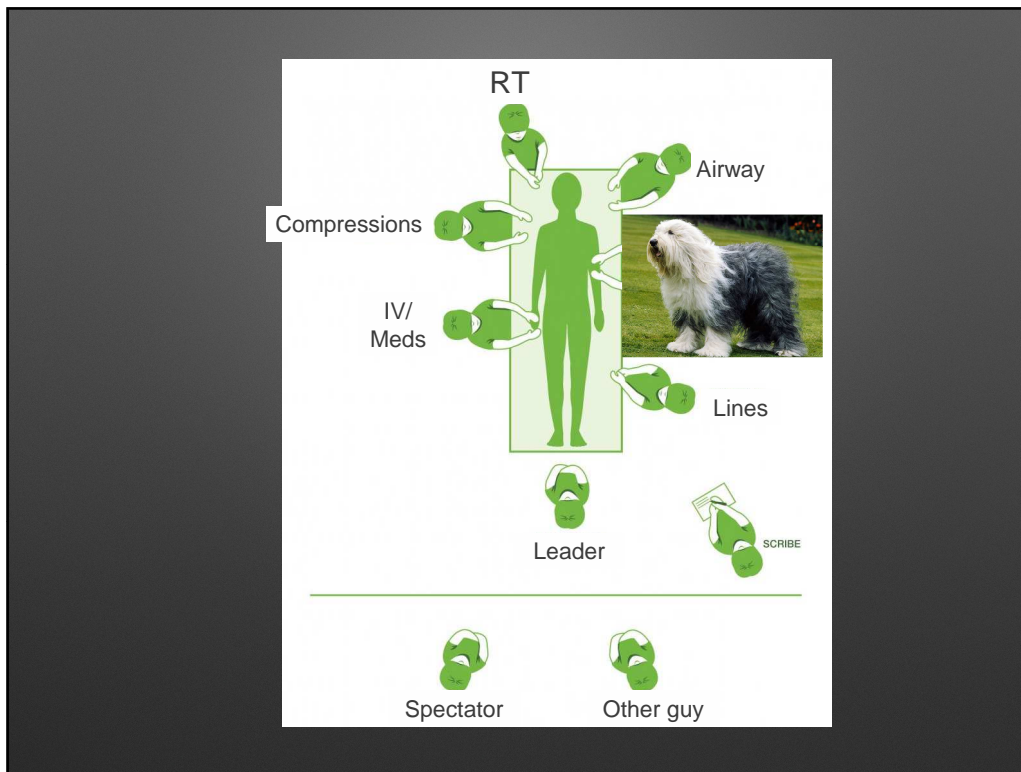 RT
Airway
Compressions
IV/
Meds
Lines
Leader
SCRIBE
Spectator
Other guy